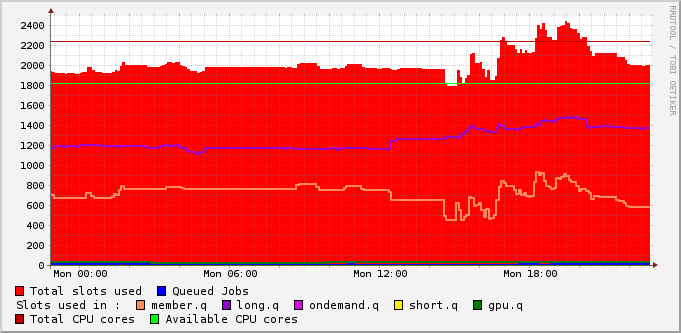 RRDTOOL / TOBI OETIKER
2400
2200
2000
1800
1600
1400
1200
1000
800
600
400
200
0
Mon 00:00 Mon 06:00 Mon 12:00 Mon 18:00
Total slots used Queued Jobs
Slots used in : member.q long.q ondemand.q short.q gpu.q
Total CPU cores Available CPU cores